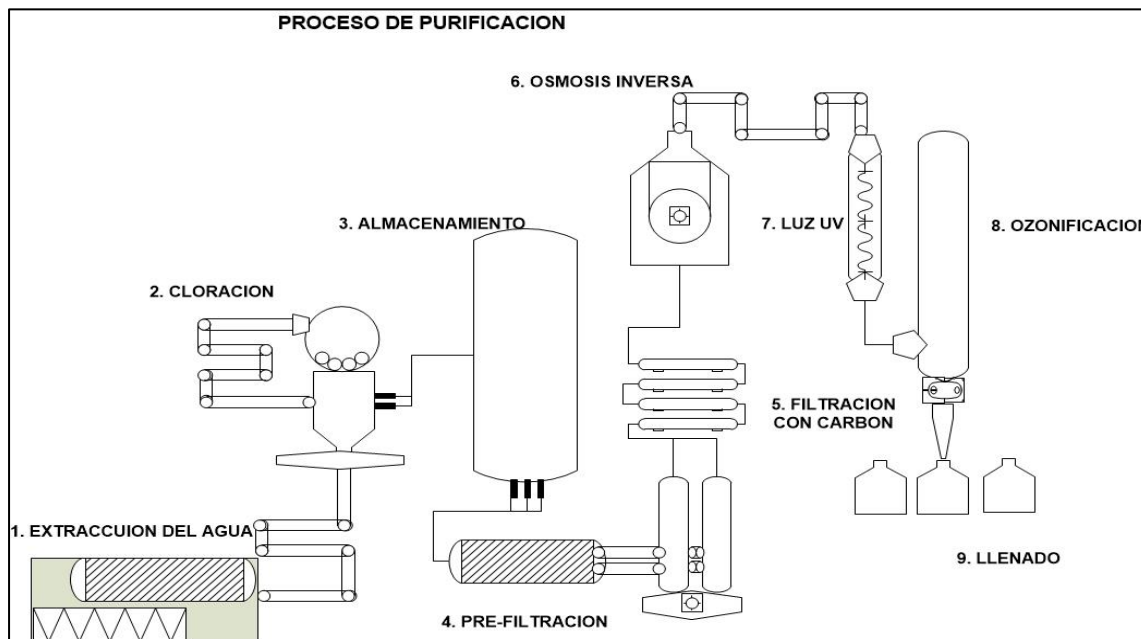 PROCESO DE PURIFICACION
6. OSMOSIS INVERSA
3. ALMACENAMIENTO
7. LUZ UV
8. OZONIFICACION
2. CLORACION
5. FILTRACION
CON CARBON
1. EXTRACCUION DEL AGUA
9. LLENADO
4. PRE-FILTRACION